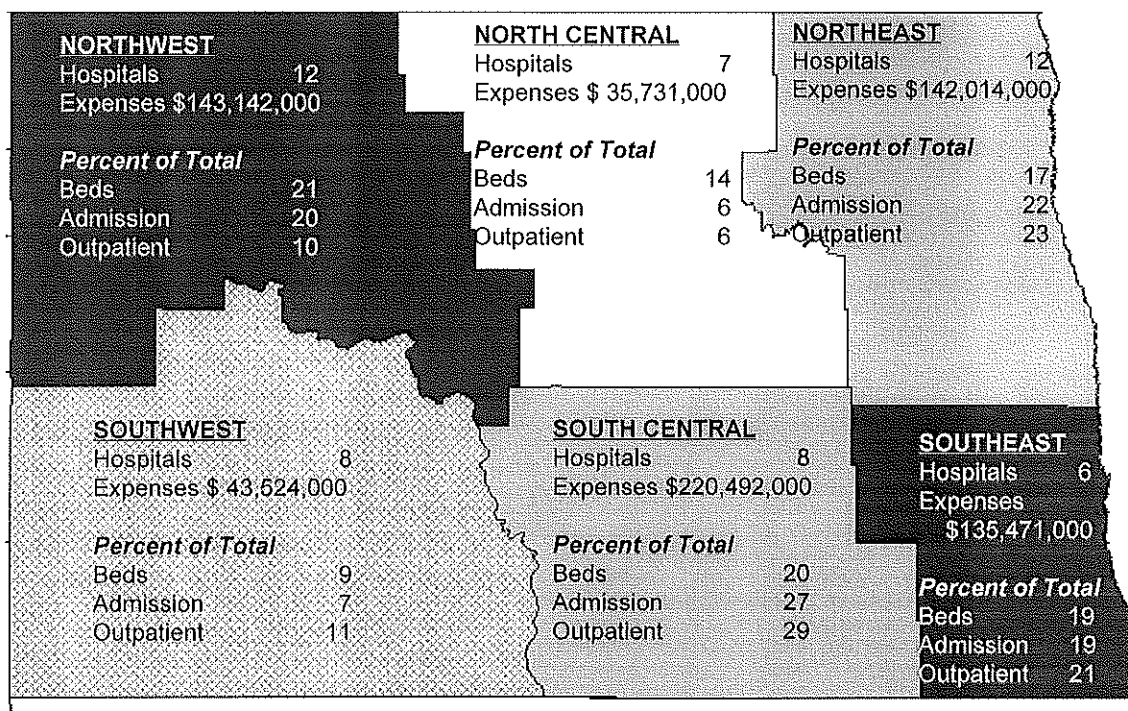 NORTHWEST
Hospitals 12
Expenses $143,142,000
Percent of Total
Beds 21
Admission 20
Outpatient 10
NORTH CENTRAL
Hospitals 7
Expenses $ 35,731,000
Percent of Total
Beds 14
Admission 6
Outpatient 6
NORTHEAST
Hospitals 12
Expenses $142,014,000
Percent of Total
Beds 17
Admission 22
Outpatient 23
SOUTHWEST
Hospitals 8
Expenses $ 43,524,000
Percent of Total
Beds 9
Admission 7
Outpatient 11
SOUTH CENTRAL
Hospitals 8
Expenses $220,492,000
Percent of Total
Beds 20
Admission 27
Outpatient 29
SOUTHEAST
Hospitals 6
Expenses
$135,471,000
Percent of Total
Beds 19
Admission 19
Outpatient 21